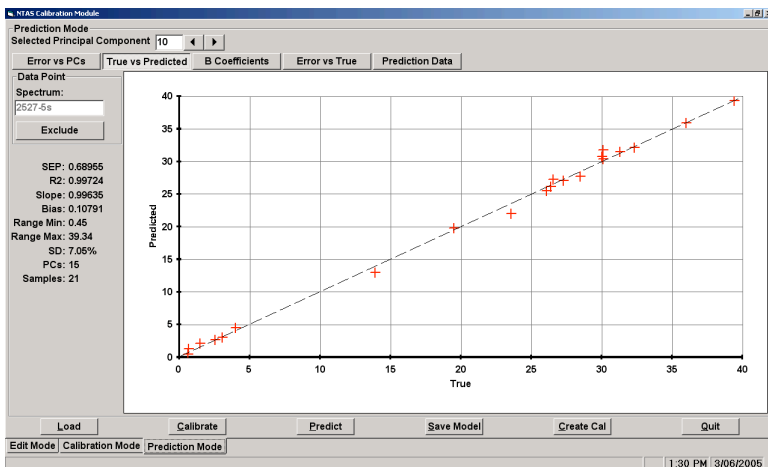 NTAS Calibration Module
Prediction Mode
Selected Principal Component 10
Error vs PCs True vs Predicted B Coefficients Error vs True Prediction Data
Data Point
Spectrum:
2527-5s
Exclude
SEP: 0.68955
R2: 0.99724
Slope: 0.99635
Bias: 0.10791
Range Min: 0.45
Range Max: 39.34
SD: 7.05%
PCs: 15
Samples: 21
40
35
30
25
20
15
10
5
0
Predicted
0 5 10 15 20 25 30 35 40
True
Load Calibrate Predict Save Model Create Cal Quit
Edit Mode Calibration Mode Prediction Mode
1:30 PM 3/06/2005